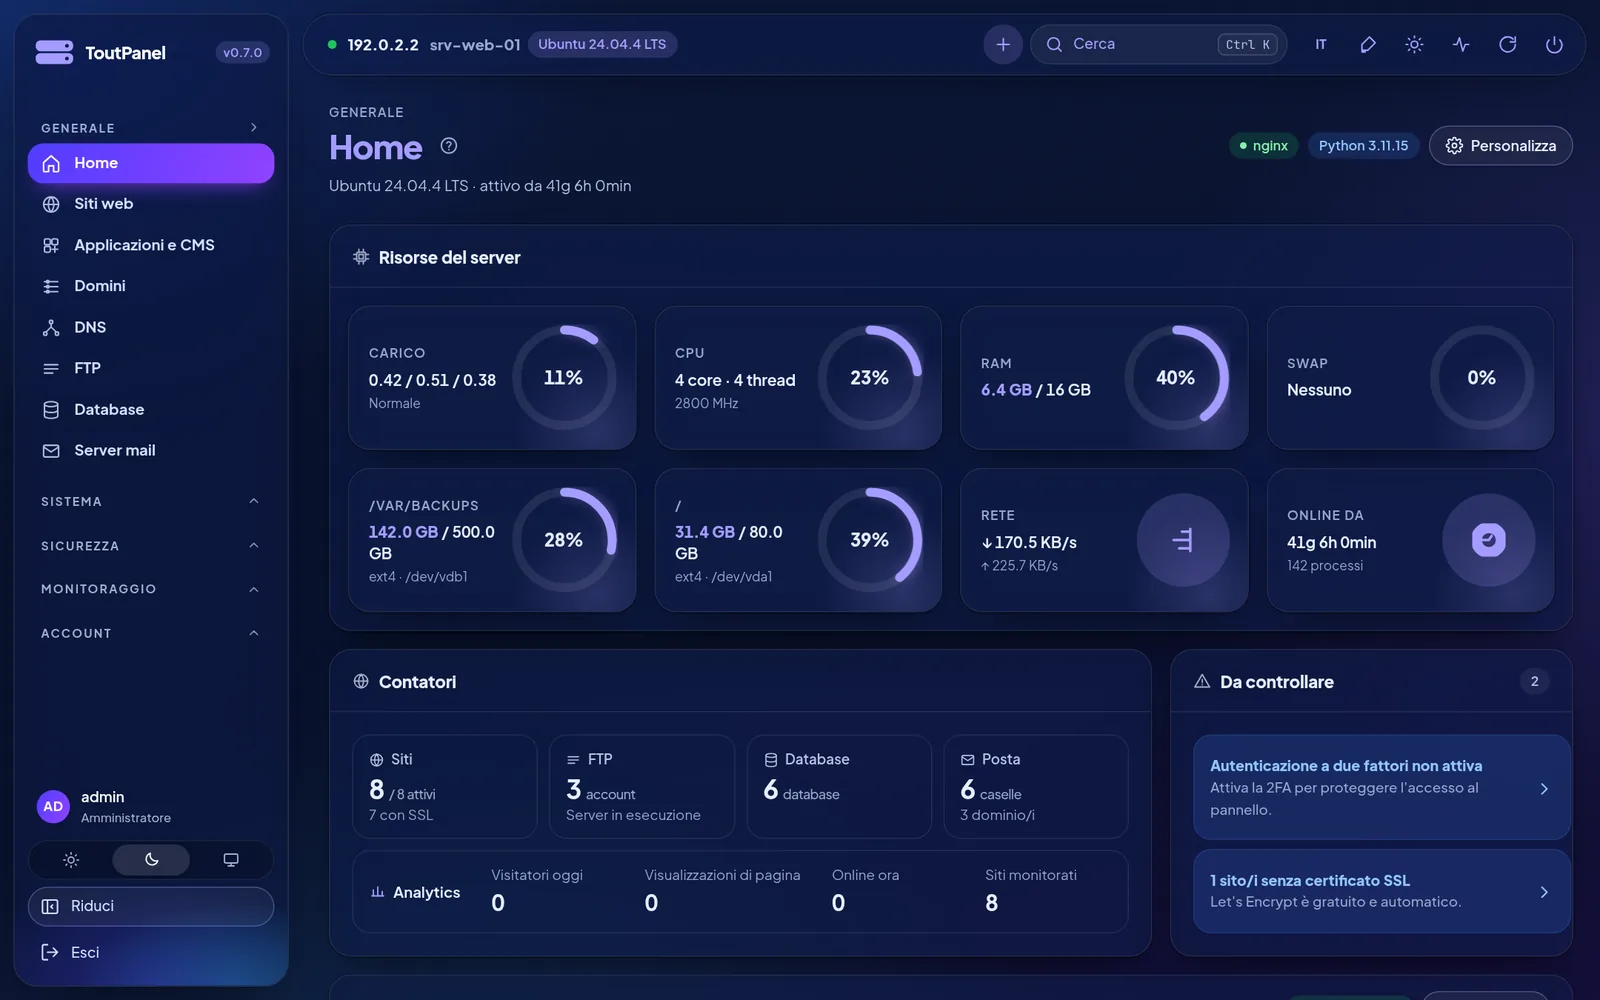 ToutPanel
v0.7.0
GENERALE
Home
Siti web
Applicazioni e CMS
Domini
DNS
FTP
Database
Server mail
SISTEMA
SICUREZZA
MONITORAGGIO
ACCOUNT
AD
admin
Amministratore
Riduci
Esci
192.0.2.2 srv-web-01 Ubuntu 24.04.4 LTS
Cerca
Ctrl K
IT
GENERALE
Home
Ubuntu 24.04.4 LTS · attivo da 41g 6h 0min
nginx
Python 3.11.15
Personalizza
Risorse del server
CARICO
0.42 / 0.51 / 0.38
Normale
11%
CPU
4 core · 4 thread
2800 MHz
23%
RAM
6.4 GB / 16 GB
40%
SWAP
Nessuno
0%
/VAR/BACKUPS
142.0 GB / 500.0
GB
ext4 · /dev/vdb1
28%
/
31.4 GB / 80.0
GB
ext4 · /dev/vda1
39%
RETE
↓ 170.5 KB/s
↑ 225.7 KB/s
ONLINE DA
41g 6h 0min
142 processi
Contatori
Siti
8 / 8 attivi
7 con SSL
FTP
3 account
Server in esecuzione
Database
6 database
Posta
6 caselle
3 dominio/i
Analytics
Visitatori oggi
0
Visualizzazioni di pagina
0
Online ora
0
Siti monitorati
8
Da controllare
2
Autenticazione a due fattori non attiva
Attiva la 2FA per proteggere l'accesso al
pannello.
1 sito/i senza certificato SSL
Let's Encrypt è gratuito e automatico.